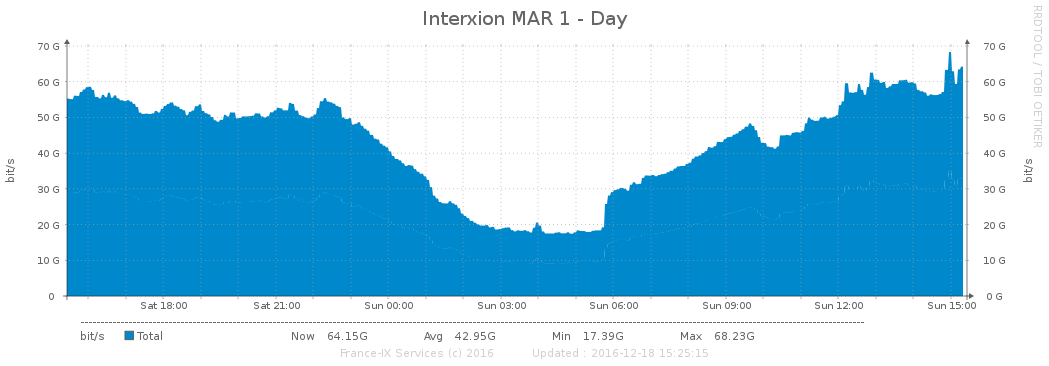 Interxion MAR 1 - Day
RRDTOOL / TOBI OETIKER
70 G 70 G
60 G 60 G
50 G 50 G
40 G 40 G
30 G 30 G
20 G 20 G
10 G 10 G
0 0 G
bit/s bit/s
Sat 18:00 Sat 21:00 Sun 00:00 Sun 03:00 Sun 06:00 Sun 09:00 Sun 12:00 Sun 15:00
bit/s Total Now 64.15G Avg 42.95G Min 17.39G Max 68.23G
France-IX Services (c) 2016 Updated : 2016-12-18 15:25:15